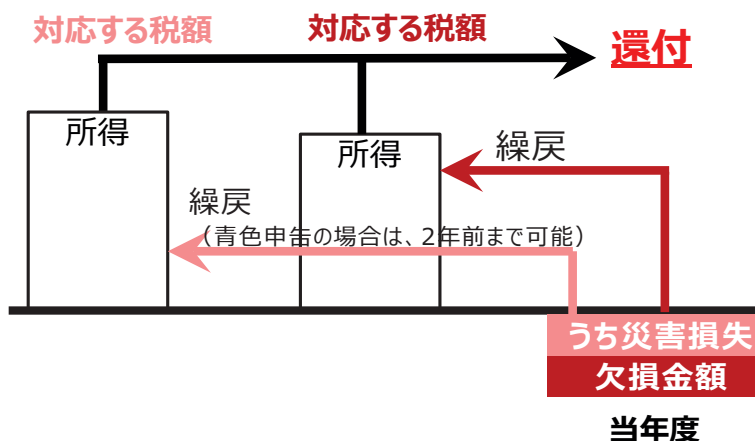 対応する税額
対応する税額
還付
所得
所得
繰戻
繰戻
（青色申告の場合は、2年前まで可能）
うち災害損失
欠損金額
当年度